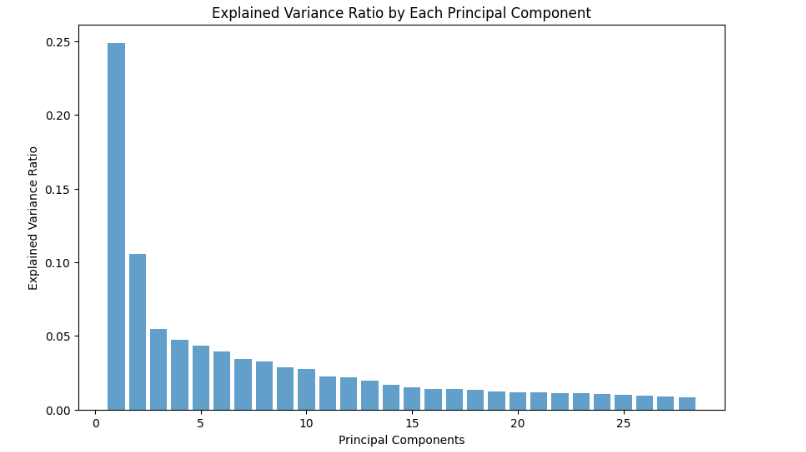 Explained Variance Ratio by Each Principal Component
0.25
0.20
0.15
0.10
0.05
0.00
Explained Variance Ratio
0 5 10 15 20 25
Principal Components